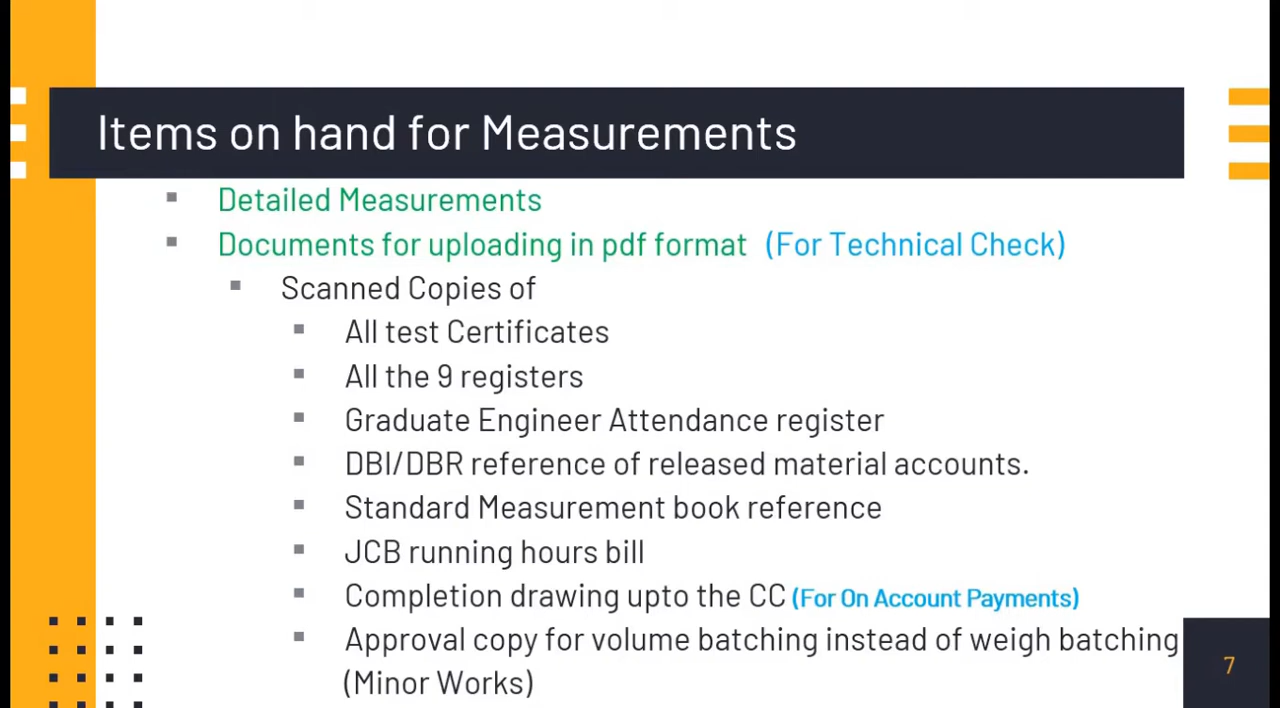 Items on hand for Measurements
Detailed Measurements
Documents for uploading in pdf format (For Technical Check)
Scanned Copies of
All test Certificates
All the 9 registers
Graduate Engineer Attendance register
DBI/DBR reference of released material accounts.
Standard Measurement book reference
JCB running hours bill
Completion drawing upto the CC (For On Account Payments)
Approval copy for volume batching instead of weigh batching
(Minor Works)
7